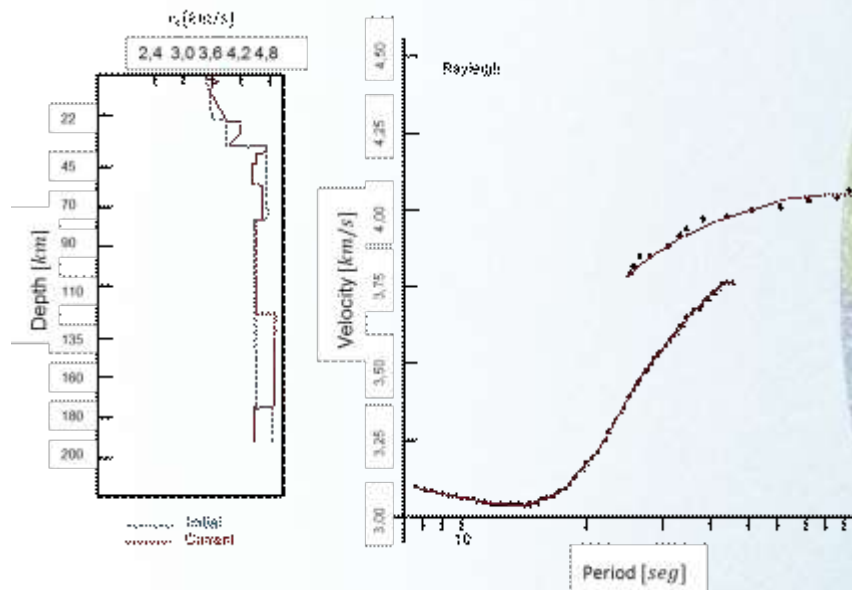 2,4 3,0 3,6 4,2 4,8
22
45
70
90
110
135
160
180
200
Depth [km]
Initial
Current
Rayleigh
4,50
4,25
4,00
3,75
3,50
3,25
3,00
Velocity [km/s]
10
Period [seg]